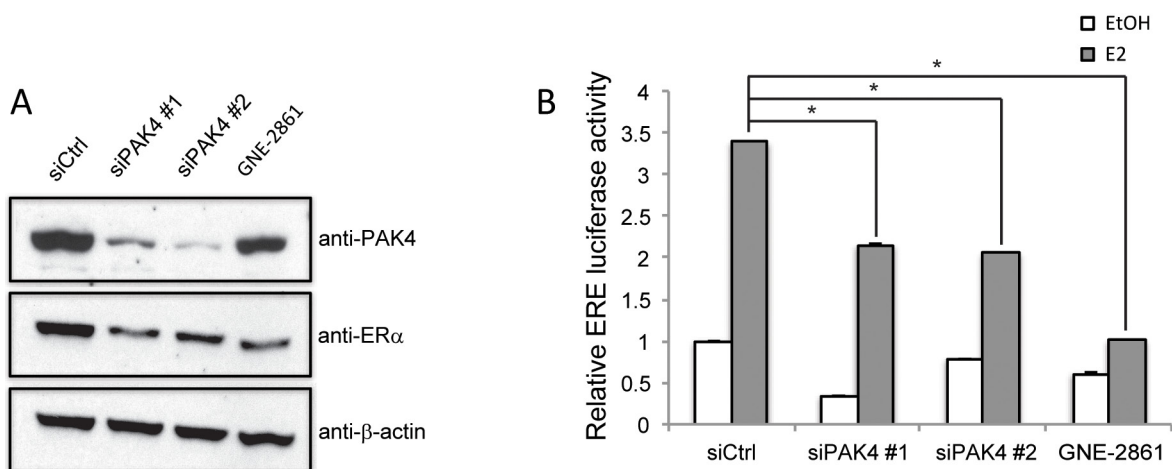 A
siCtrl
siPAK4 #1
siPAK4 #2
GNE-2861
anti-PAK4
anti-ERα
anti-β-actin
B
EtOH
E2
Relative ERE luciferase activity
4
3.5
3
2.5
2
1.5
1
0.5
0
*
*
*
siCtrl
siPAK4 #1
siPAK4 #2
GNE-2861